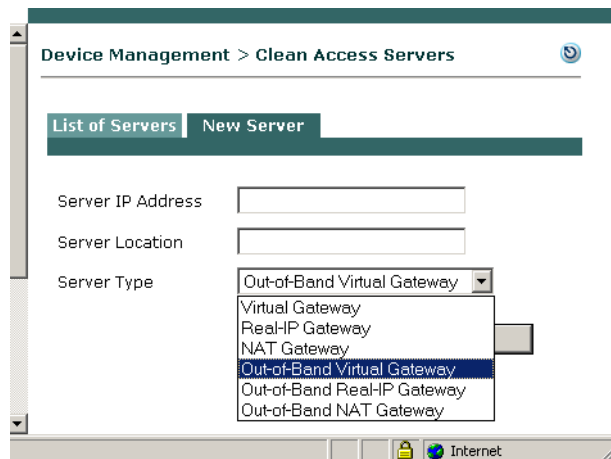 Device Management > Clean Access Servers
List of Servers New Server
Server IP Address
Server Location
Server Type Out-of-Band Virtual Gateway
Virtual Gateway
Real-IP Gateway
NAT Gateway
Out-of-Band Virtual Gateway
Out-of-Band Real-IP Gateway
Out-of-Band NAT Gateway
Internet